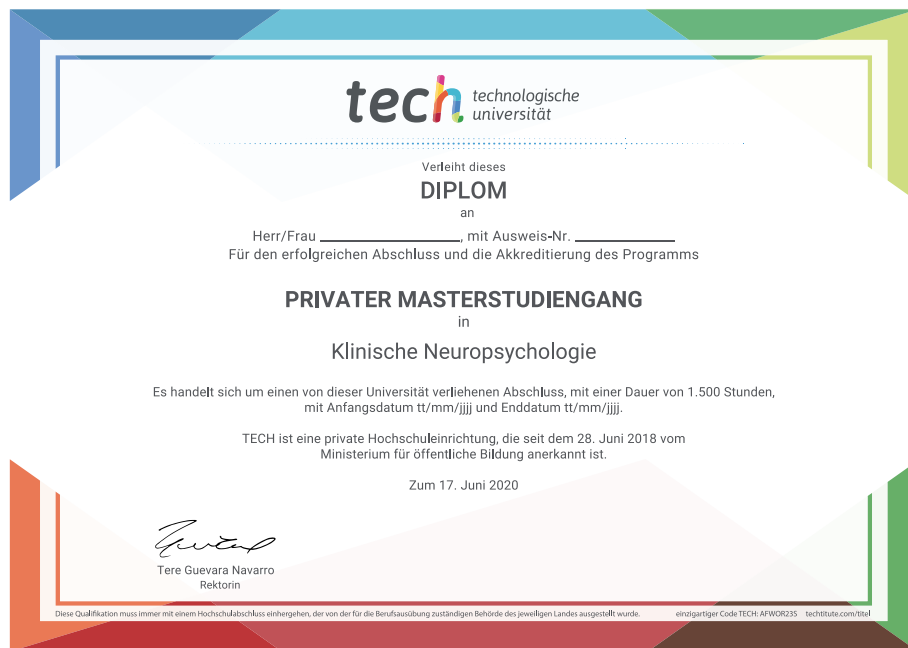 tech technologische
universität
Verleiht dieses
DIPLOM
an
Herr/Frau ____________________, mit Ausweis-Nr. ______________
Für den erfolgreichen Abschluss und die Akkreditierung des Programms
PRIVATER MASTERSTUDIENGANG
in
Klinische Neuropsychologie
Es handelt sich um einen von dieser Universität verliehenen Abschluss, mit einer Dauer von 1.500 Stunden,
mit Anfangsdatum tt/mm/jjjj und Enddatum tt/mm/jjjj.
TECH ist eine private Hochschuleinrichtung, die seit dem 28. Juni 2018 vom
Ministerium für öffentliche Bildung anerkannt ist.
Zum 17. Juni 2020
Tere Guevara Navarro
Rektorin
Diese Qualifikation muss immer mit einem Hochschulabschluss einhergehen, der von der für die Berufsausübung zuständigen Behörde des jeweiligen Landes ausgestellt wurde. einzigartiger Code TECH: AFWOR23S techtitute.com/titel